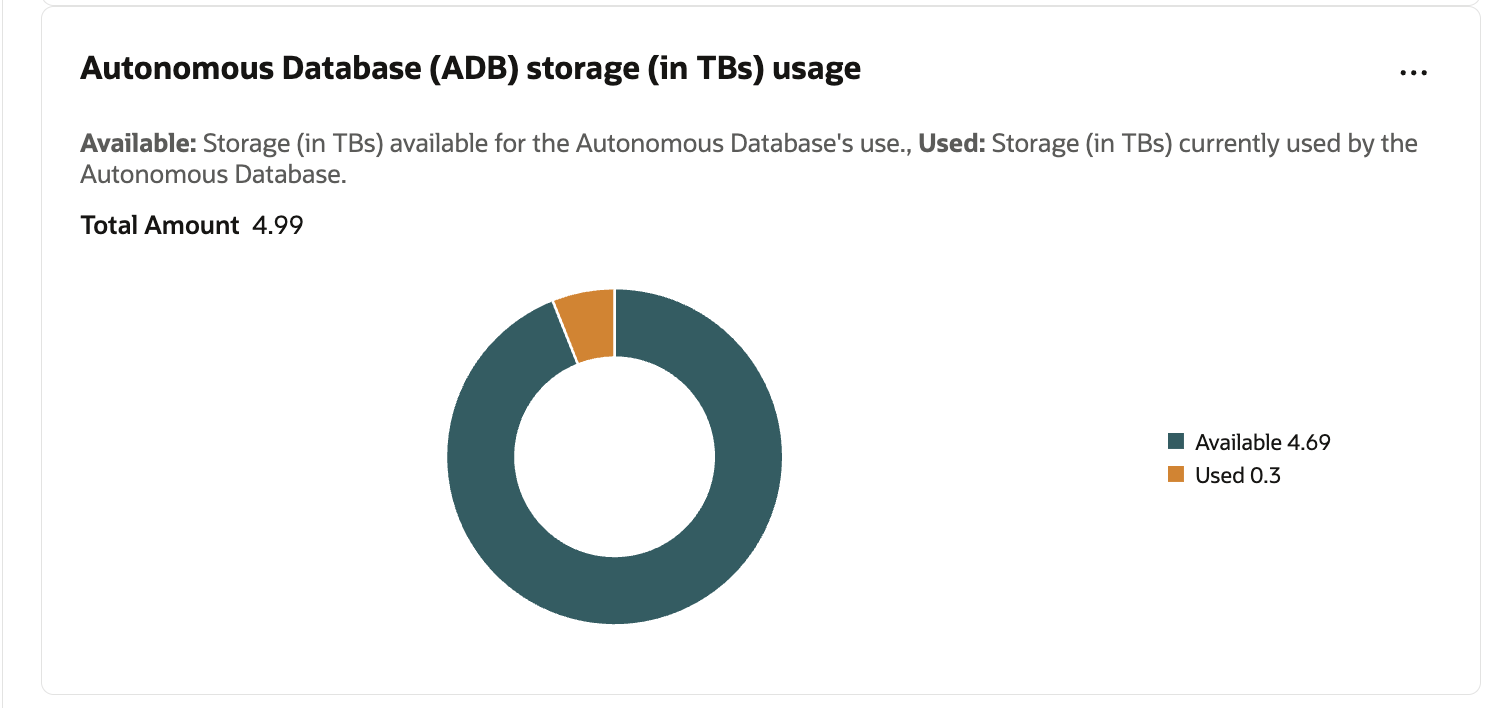 Autonomous Database (ADB) storage (in TBs) usage
Available: Storage (in TBs) available for the Autonomous Database's use., Used: Storage (in TBs) currently used by the
Autonomous Database.
Total Amount 4.99
Available 4.69
Used 0.3